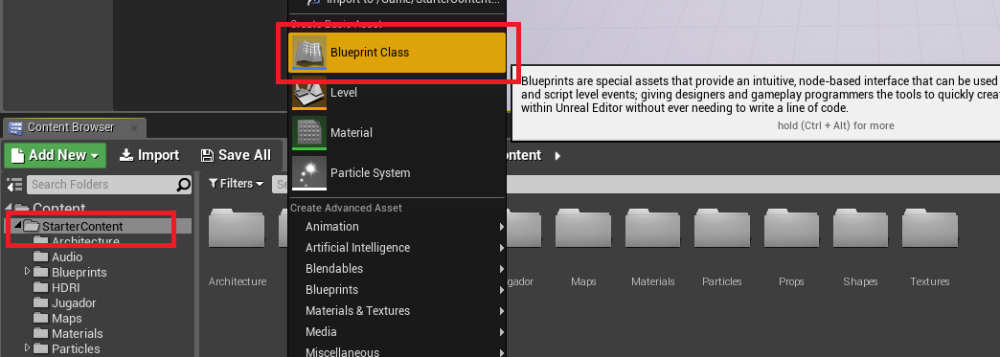 Import to /Game/StarterContent...
Create Basic Asset
Blueprint Class
Level
Material
Particle System
Create Advanced Asset
Animation
Artificial Intelligence
Blendables
Blueprints
Materials & Textures
Media
Miscellaneous
Blueprints are special assets that provide an intuitive, node-based interface that can be used
and script level events; giving designers and gameplay programmers the tools to quickly
within Unreal Editor without ever needing to write a line of code.
hold (Ctrl + Alt) for more
Content Browser
Add New
Import
Save All
Search Folders
Filters
Content
StarterContent
Architecture
Audio
Blueprints
HDRI
Jugador
Maps
Materials
Particles
Architecture
Maps
Materials
Particles
Props
Shapes
Textures